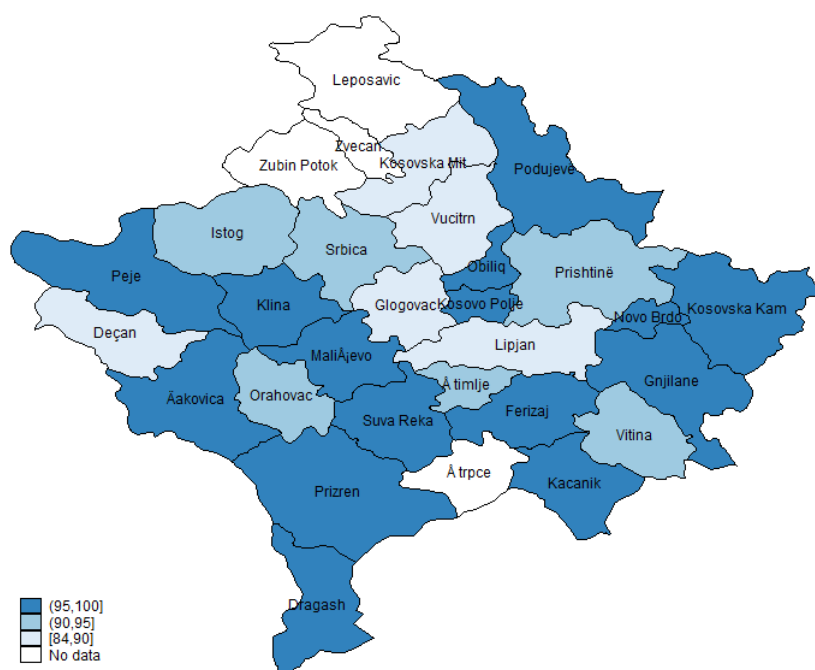 Leposavic
Zvecan
Kosovska Mit
Zubin Potok
Podujevë
Vucitrn
Istog
Srbica
Obiliq
Prishtinë
Peje
Klina
Glogovac
Kosovo Polje
Kosovska Kam
Novo Brdo
Deçan
Lipjan
MaliÅ¡evo
Å timlje
Gnjilane
Äakovica
Orahovac
Suva Reka
Ferizaj
Vitina
Å trpce
Kacanik
Prizren
Dragash
(95,100]
(90,95]
[84,90]
No data